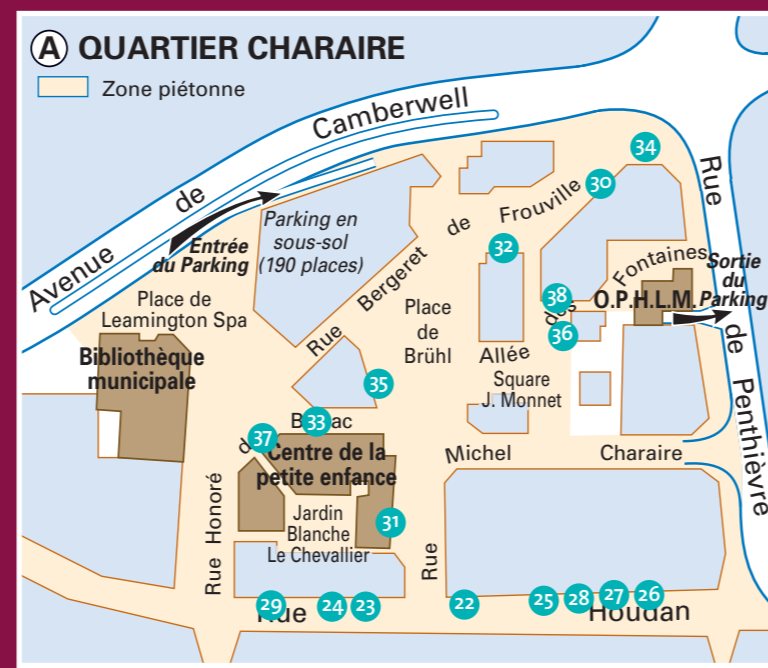 A QUARTIER CHARAIRE
Zone piétonne
Avenue de Camberwell
Entrée
du Parking
Parking en
sous-sol
(190 places)
Place de
Leamington Spa
Bibliothèque
municipale
Rue Bergeret de Frouville
34
30
32
Rue de Penthièvre
Fontaines
des
Allée
38
36
O.P.H.L.M.
Sortie
du
Parking
Place
de
Brühl
Square
J. Monnet
35
33
37
Rue Honoré
Centre de la
petite enfance
31
Jardin
Blanche
Le Chevallier
Rue Michel Charaire
29
24
23
22
25
28
27
26
Rue Houdan